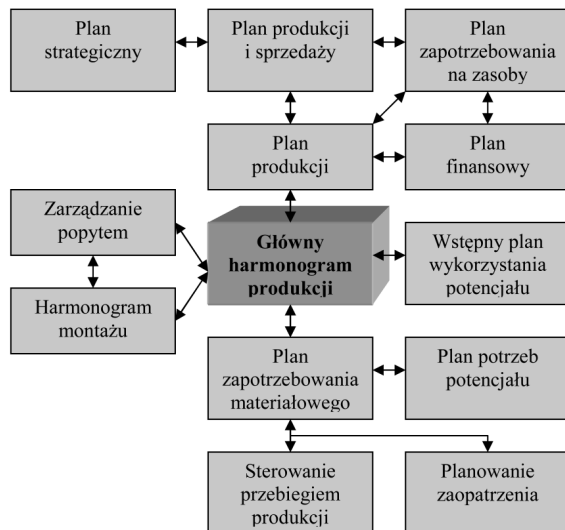 Plan
strategiczny
Plan produkcji
i sprzedaży
Plan
zapotrzebowania
na zasoby
Plan
produkcji
Plan
finansowy
Zarządzanie
popytem
Główny
harmonogram
produkcji
Wstępny plan
wykorzystania
potencjału
Harmonogram
montażu
Plan
zapotrzebowania
materiałowego
Plan potrzeb
potencjału
Sterowanie
przebiegiem
produkcji
Planowanie
zaopatrzenia